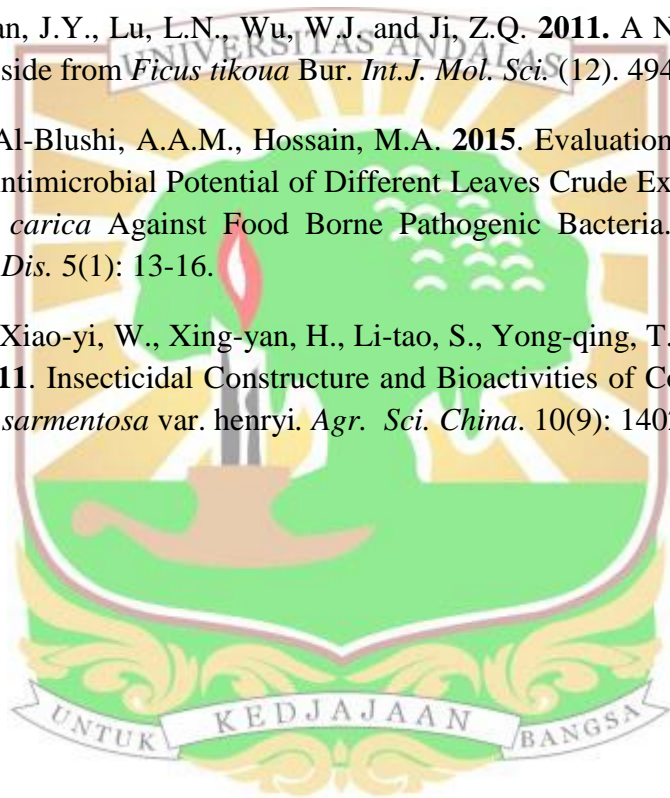 an, J.Y., Lu, L.N., Wu, W.J. and Ji, Z.Q. 2011. A N
UNIVERSITAS ANDALAS
side from Ficus tikoua Bur. Int.J. Mol. Sci. (12). 494
Al-Blushi, A.A.M., Hossain, M.A. 2015. Evaluation
ntimicrobial Potential of Different Leaves Crude Ex
carica Against Food Borne Pathogenic Bacteria.
Dis. 5(1): 13-16.
Xiao-yi, W., Xing-yan, H., Li-tao, S., Yong-qing, T.
11. Insecticidal Constructure and Bioactivities of Co
sarmentosa var. henryi. Agr. Sci. China. 10(9): 140
UNTUK KEDJAJAAN BANGSA